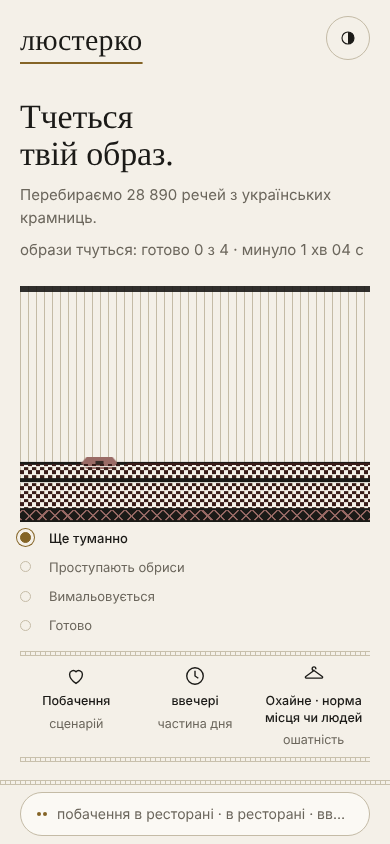 люстерко
Тчеться
твій образ.
Перебираємо 28 890 речей з українських
крамниць.
образи тчуться: готово 0 з 4 · минуло 1 хв 04 с
Ще туманно
Проступають обриси
Вимальовується
Готово
Побачення
сценарій
ввечері
частина дня
Охайне · норма
місця чи людей
ошатність
побачення в ресторані · в ресторані · вв...